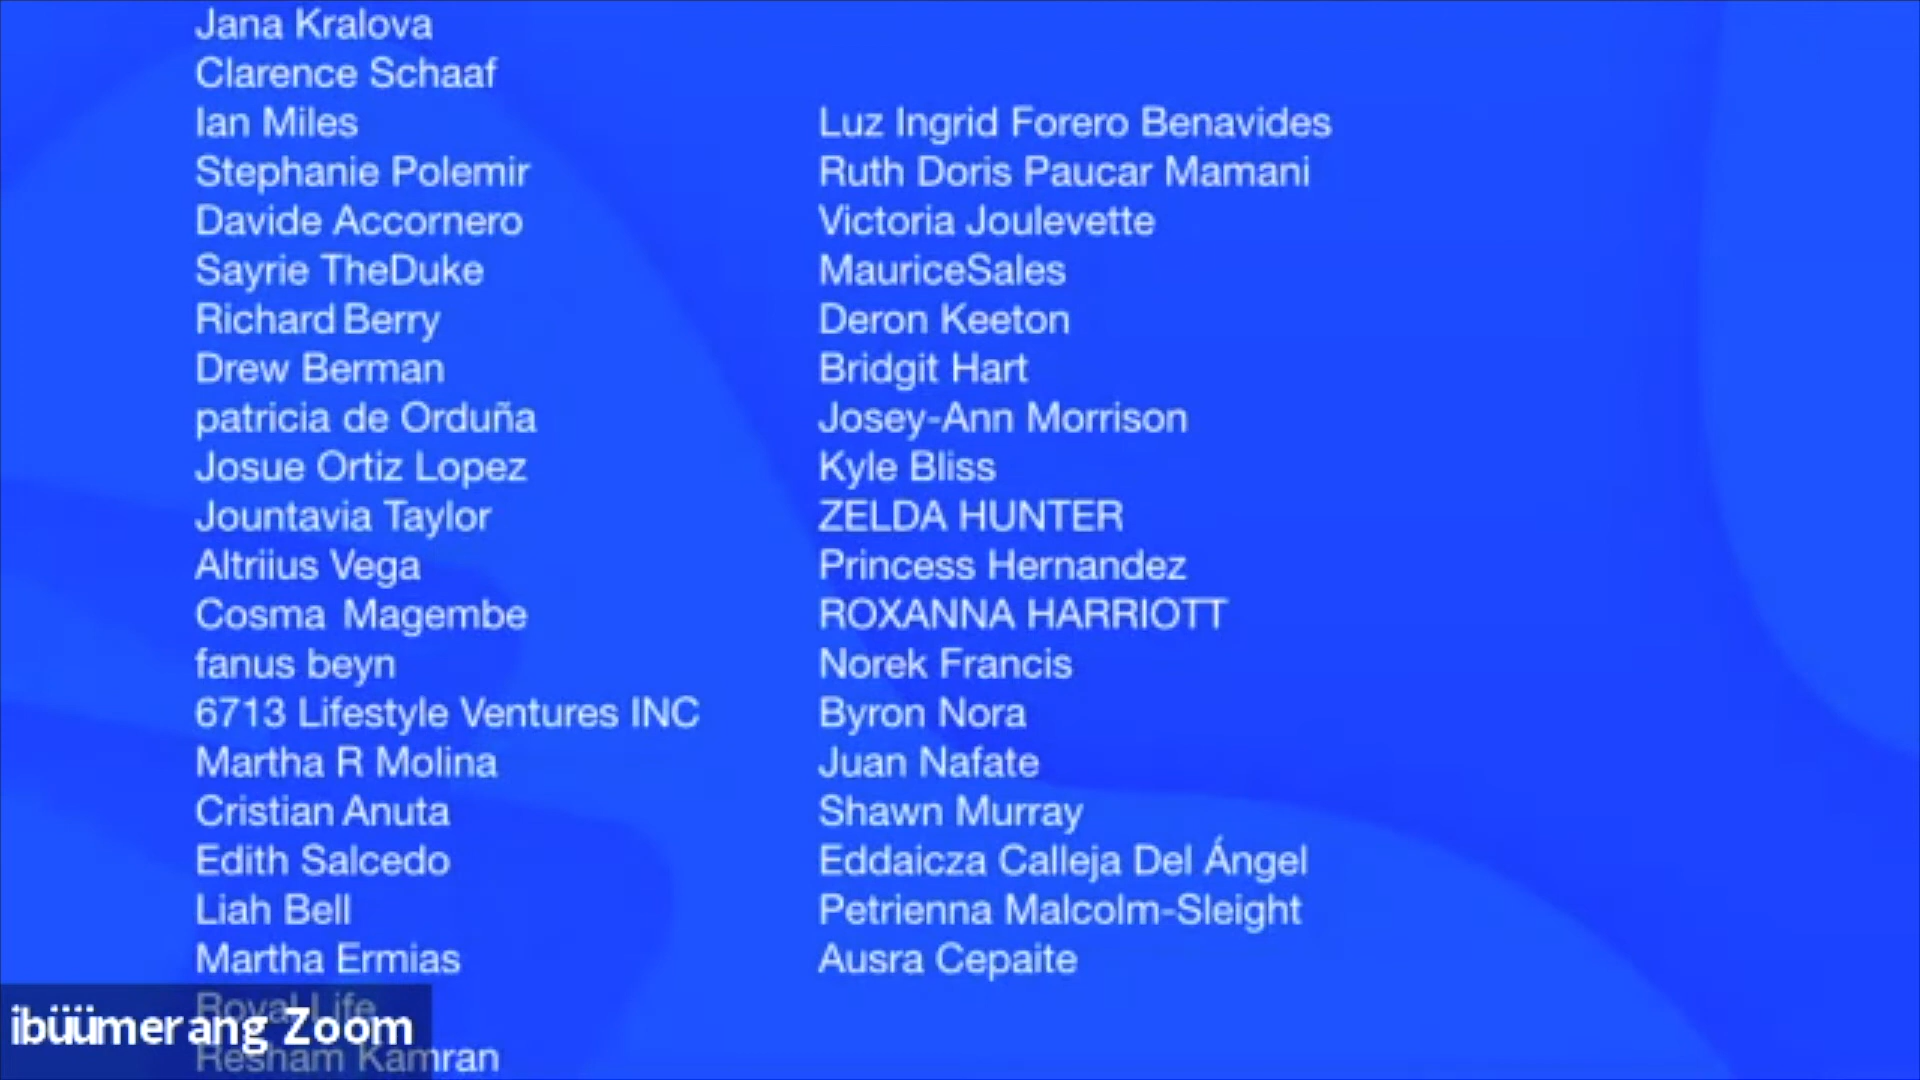 Jana Kralova
Clarence Schaaf
Ian Miles
Stephanie Polemir
Davide Accornero
Sayrie TheDuke
Richard Berry
Drew Berman
patricia de Orduña
Josue Ortiz Lopez
Jountavia Taylor
Altriius Vega
Cosma Magembe
fanus beyn
6713 Lifestyle Ventures INC
Martha R Molina
Cristian Anuta
Edith Salcedo
Liah Bell
Martha Ermias
Royal Life
Resham Kamran
Luz Ingrid Forero Benavides
Ruth Doris Paucar Mamani
Victoria Joulevette
MauriceSales
Deron Keeton
Bridgit Hart
Josey-Ann Morrison
Kyle Bliss
ZELDA HUNTER
Princess Hernandez
ROXANNA HARRIOTT
Norek Francis
Byron Nora
Juan Nafate
Shawn Murray
Eddaicza Calleja Del Ángel
Petrienna Malcolm-Sleight
Ausra Cepaite
ibüümerang Zoom